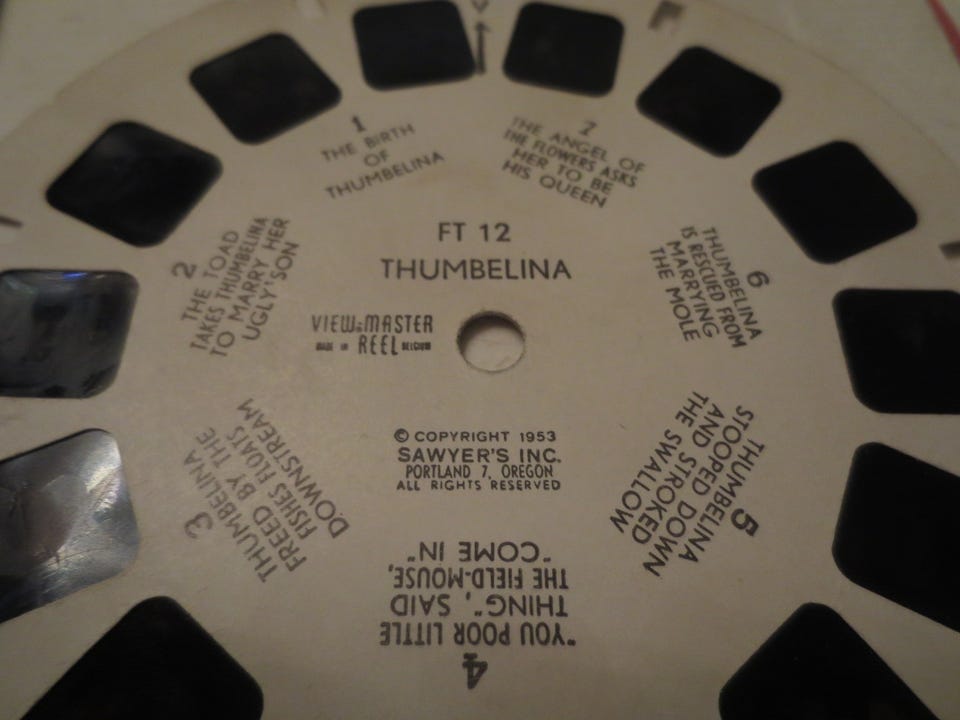 FT 12
THUMBELINA
VIEW-MASTER
MADE IN REEL BELGIUM
© COPYRIGHT 1953
SAWYER'S INC.
PORTLAND 7, OREGON
ALL RIGHTS RESERVED
1
THE BIRTH
OF
THUMBELINA
2
THE TOAD
TAKES THUMBELINA
TO MARRY HER
UGLY SON
3
THUMBELINA
FREED BY THE
FISHES FLOATS
DOWNSTREAM
4
"YOU POOR LITTLE
THING", SAID
THE FIELD-MOUSE,
"COME IN"
5
THUMBELINA
STOOPED DOWN
AND STROKED
THE SWALLOW
6
THUMBELINA
IS RESCUED FROM
MARRYING
THE MOLE
7
THE ANGEL OF
THE FLOWERS ASKS
HER TO BE
HIS QUEEN